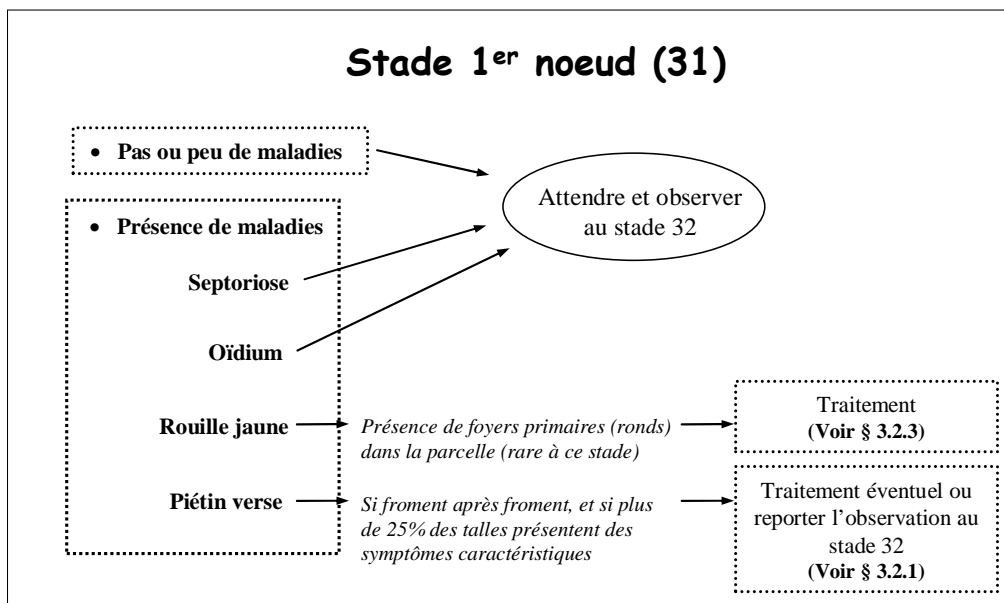 Stade 1er noeud (31)
• Pas ou peu de maladies
Attendre et observer
au stade 32
• Présence de maladies
Septoriose
Oïdium
Rouille jaune
Présence de foyers primaires (ronds)
dans la parcelle (rare à ce stade)
Traitement
(Voir § 3.2.3)
Piétin verse
Si froment après froment, et si plus
de 25% des talles présentent des
symptômes caractéristiques
Traitement éventuel ou
reporter l’observation au
stade 32
(Voir § 3.2.1)